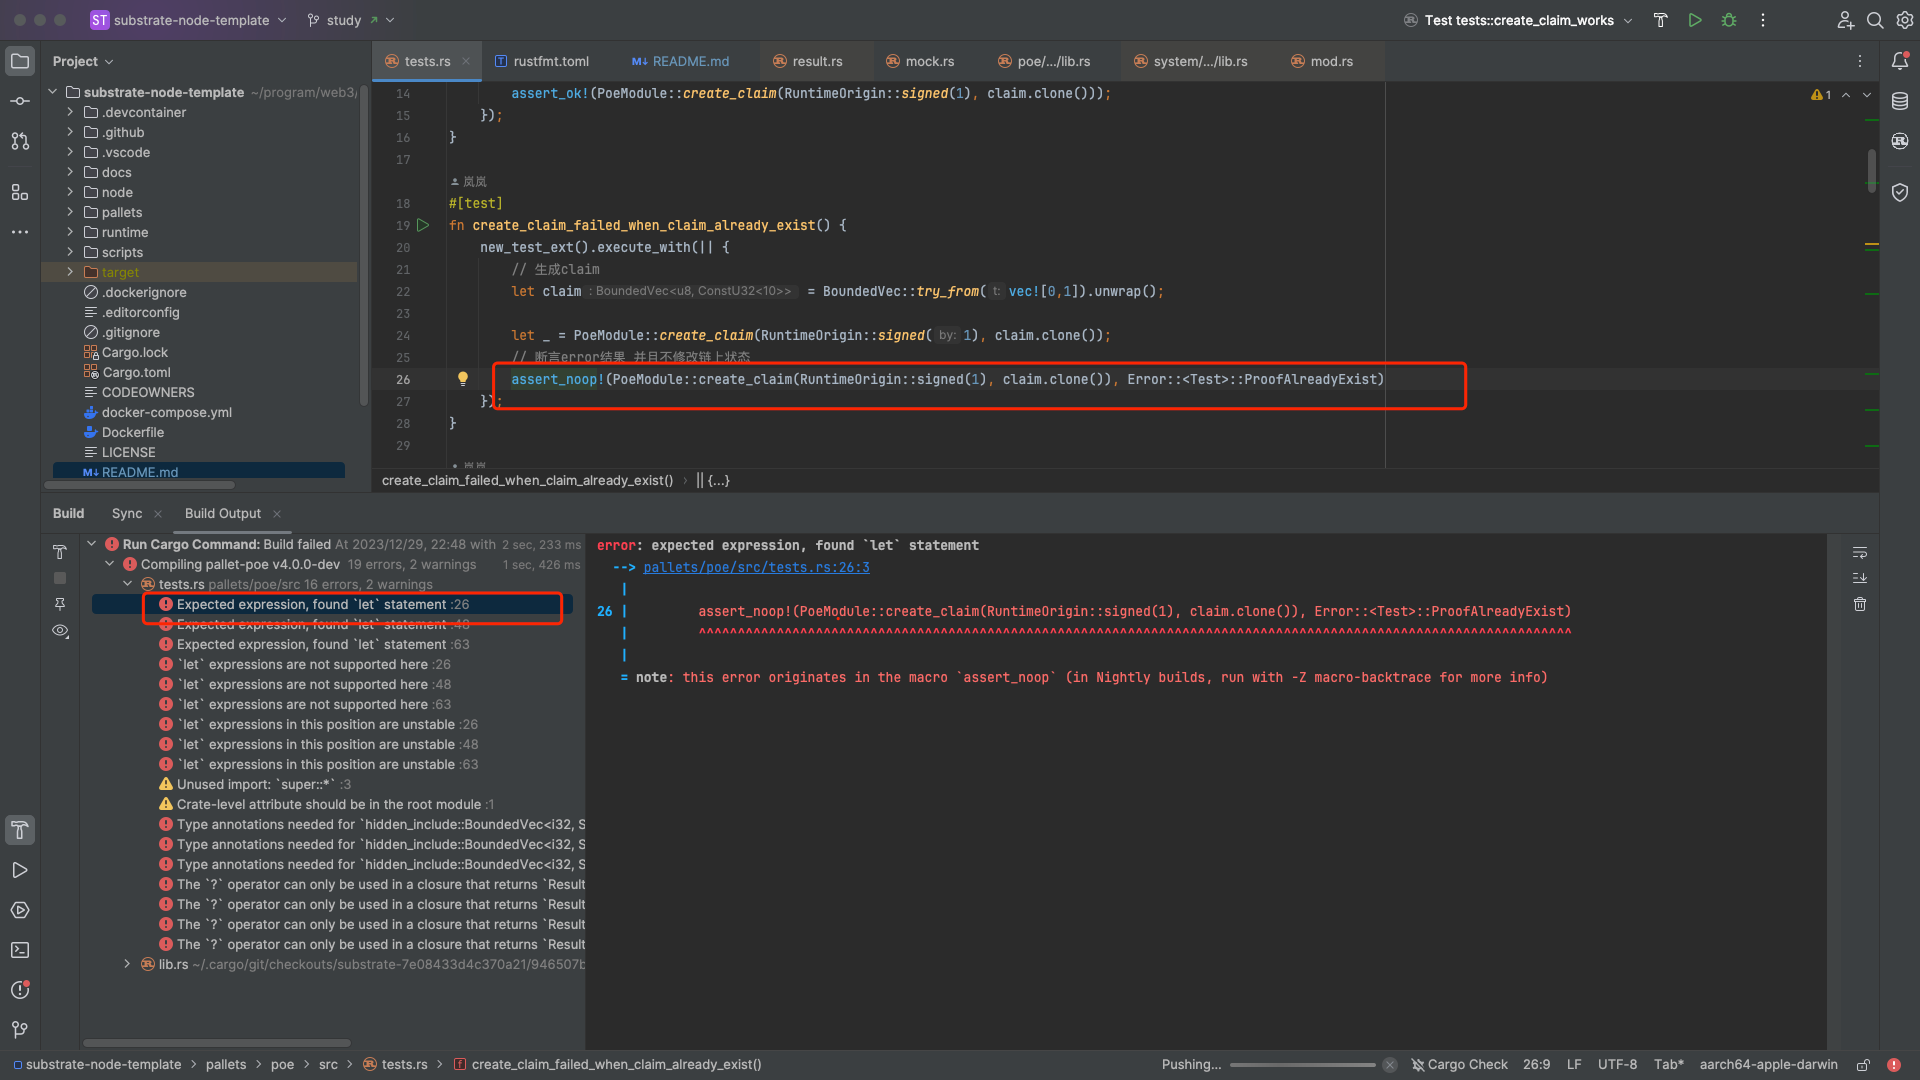 ST substrate-node-template
study
Test tests::create_claim_works
Project
tests.rs
rustfmt.toml
README.md
result.rs
mock.rs
poe/.../lib.rs
system/.../lib.rs
mod.rs
substrate-node-template ~/program/web3/
.devcontainer
.github
.vscode
docs
node
pallets
runtime
scripts
target
.dockerignore
.editorconfig
.gitignore
Cargo.lock
Cargo.toml
CODEOWNERS
docker-compose.yml
Dockerfile
LICENSE
README.md
1
14 assert_ok!(PoeModule::create_claim(RuntimeOrigin::signed(1), claim.clone()));
15 });
16 }
17
岚岚
18 #[test]
19 fn create_claim_failed_when_claim_already_exist() {
20 new_test_ext().execute_with(|| {
21 // 生成claim
22 let claim : BoundedVec<u8, ConstU32<10>> = BoundedVec::try_from( t: vec![0,1]).unwrap();
23
24 let _ = PoeModule::create_claim(RuntimeOrigin::signed( by: 1), claim.clone());
25 // 断言error结果 并且不修改链上状态
26 assert_noop!(PoeModule::create_claim(RuntimeOrigin::signed(1), claim.clone()), Error::<Test>::ProofAlreadyExist)
27 });
28 }
29
create_claim_failed_when_claim_already_exist() › || {...}
Build
Sync
Build Output
Run Cargo Command: Build failed At 2023/12/29, 22:48 with 2 sec, 233 ms
Compiling pallet-poe v4.0.0-dev 19 errors, 2 warnings 1 sec, 426 ms
tests.rs pallets/poe/src 16 errors, 2 warnings
Expected expression, found `let` statement :26
Expected expression, found `let` statement :48
Expected expression, found `let` statement :63
`let` expressions are not supported here :26
`let` expressions are not supported here :48
`let` expressions are not supported here :63
`let` expressions in this position are unstable :26
`let` expressions in this position are unstable :48
`let` expressions in this position are unstable :63
Unused import: `super::*` :3
Crate-level attribute should be in the root module :1
Type annotations needed for `hidden_include::BoundedVec<i32, S
Type annotations needed for `hidden_include::BoundedVec<i32, S
Type annotations needed for `hidden_include::BoundedVec<i32, S
The `?` operator can only be used in a closure that returns `Result
The `?` operator can only be used in a closure that returns `Result
The `?` operator can only be used in a closure that returns `Result
The `?` operator can only be used in a closure that returns `Result
lib.rs ~/.cargo/git/checkouts/substrate-7e08433d4c370a21/946507b
error: expected expression, found `let` statement
--> pallets/poe/src/tests.rs:26:3
|
26 | assert_noop!(PoeModule::create_claim(RuntimeOrigin::signed(1), claim.clone()), Error::<Test>::ProofAlreadyExist)
| ^^^^^^^^^^^^^^^^^^^^^^^^^^^^^^^^^^^^^^^^^^^^^^^^^^^^^^^^^^^^^^^^^^^^^^^^^^^^^^^^^^^^^^^^^^^^^^^^^^^^^^^^^^^^^^^^
|
= note: this error originates in the macro `assert_noop` (in Nightly builds, run with -Z macro-backtrace for more info)
substrate-node-template › pallets › poe › src › tests.rs › create_claim_failed_when_claim_already_exist()
Pushing...
Cargo Check
26:9
LF
UTF-8
Tab*
aarch64-apple-darwin